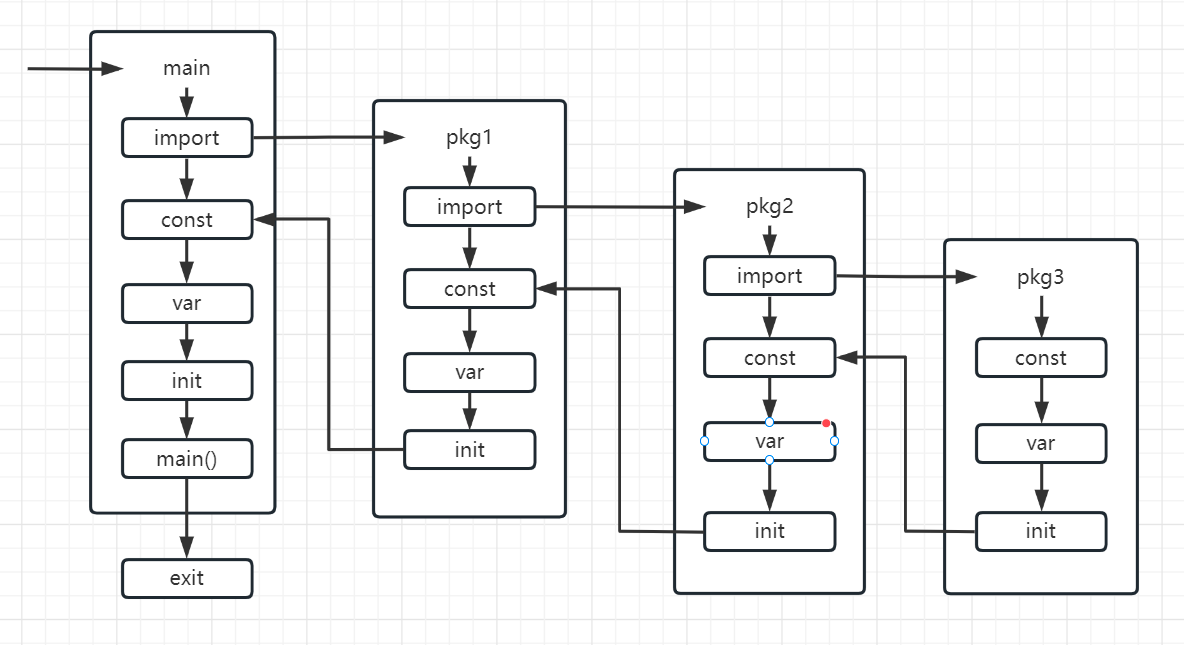 main
import
const
var
init
main()
exit
pkg1
import
const
var
init
pkg2
import
const
var
init
pkg3
const
var
init